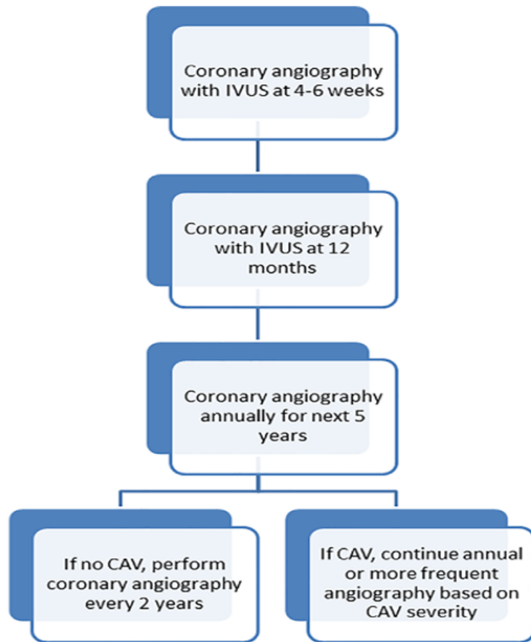 Coronary angiography
with IVUS at 4-6 weeks
Coronary angiography
with IVUS at 12
months
Coronary angiography
annually for next 5
years
If no CAV, perform
coronary angiography
every 2 years
If CAV, continue annual
or more frequent
angiography based on
CAV severity